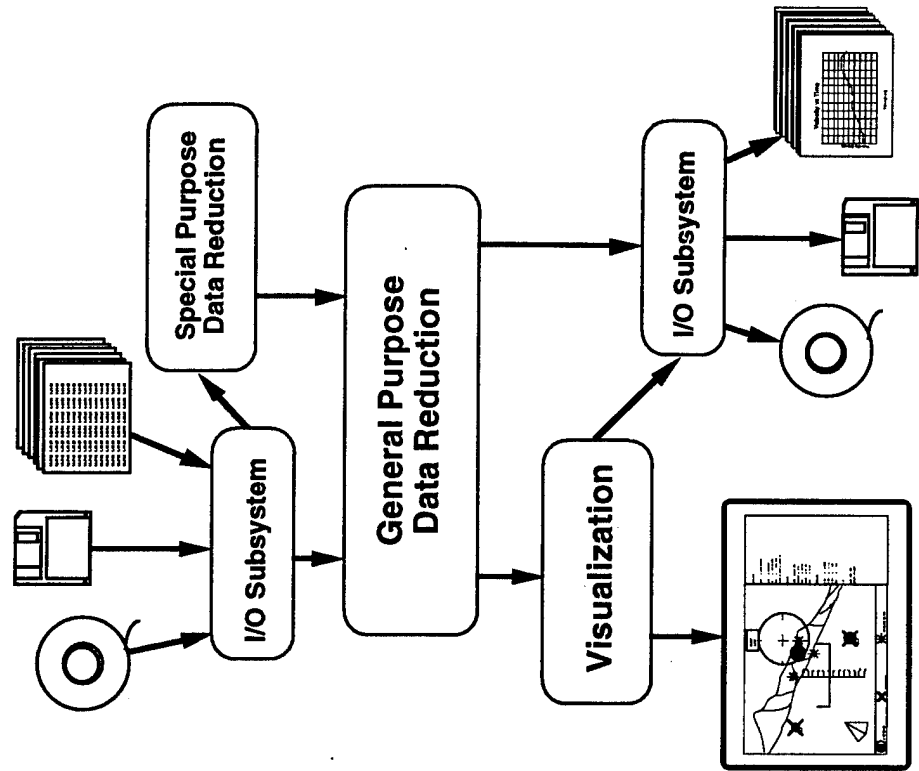 I/O Subsystem
Special Purpose
Data Reduction
General Purpose
Data Reduction
Visualization
I/O Subsystem
Velocity vs Time